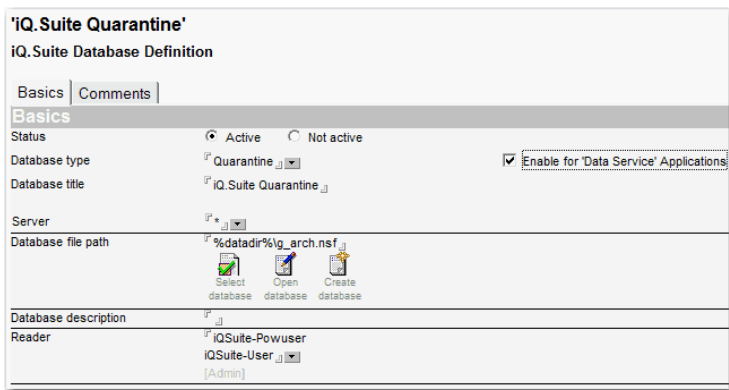 'iQ.Suite Quarantine'
iQ.Suite Database Definition
Basics Comments
Basics
Status Active Not active
Database type Quarantine Enable for 'Data Service' Applications
Database title iQ.Suite Quarantine
Server *
Database file path %datadir%\g_arch.nsf
Select Open Create
database database database
Database description
Reader iQSuite-Powuser
iQSuite-User
[Admin]